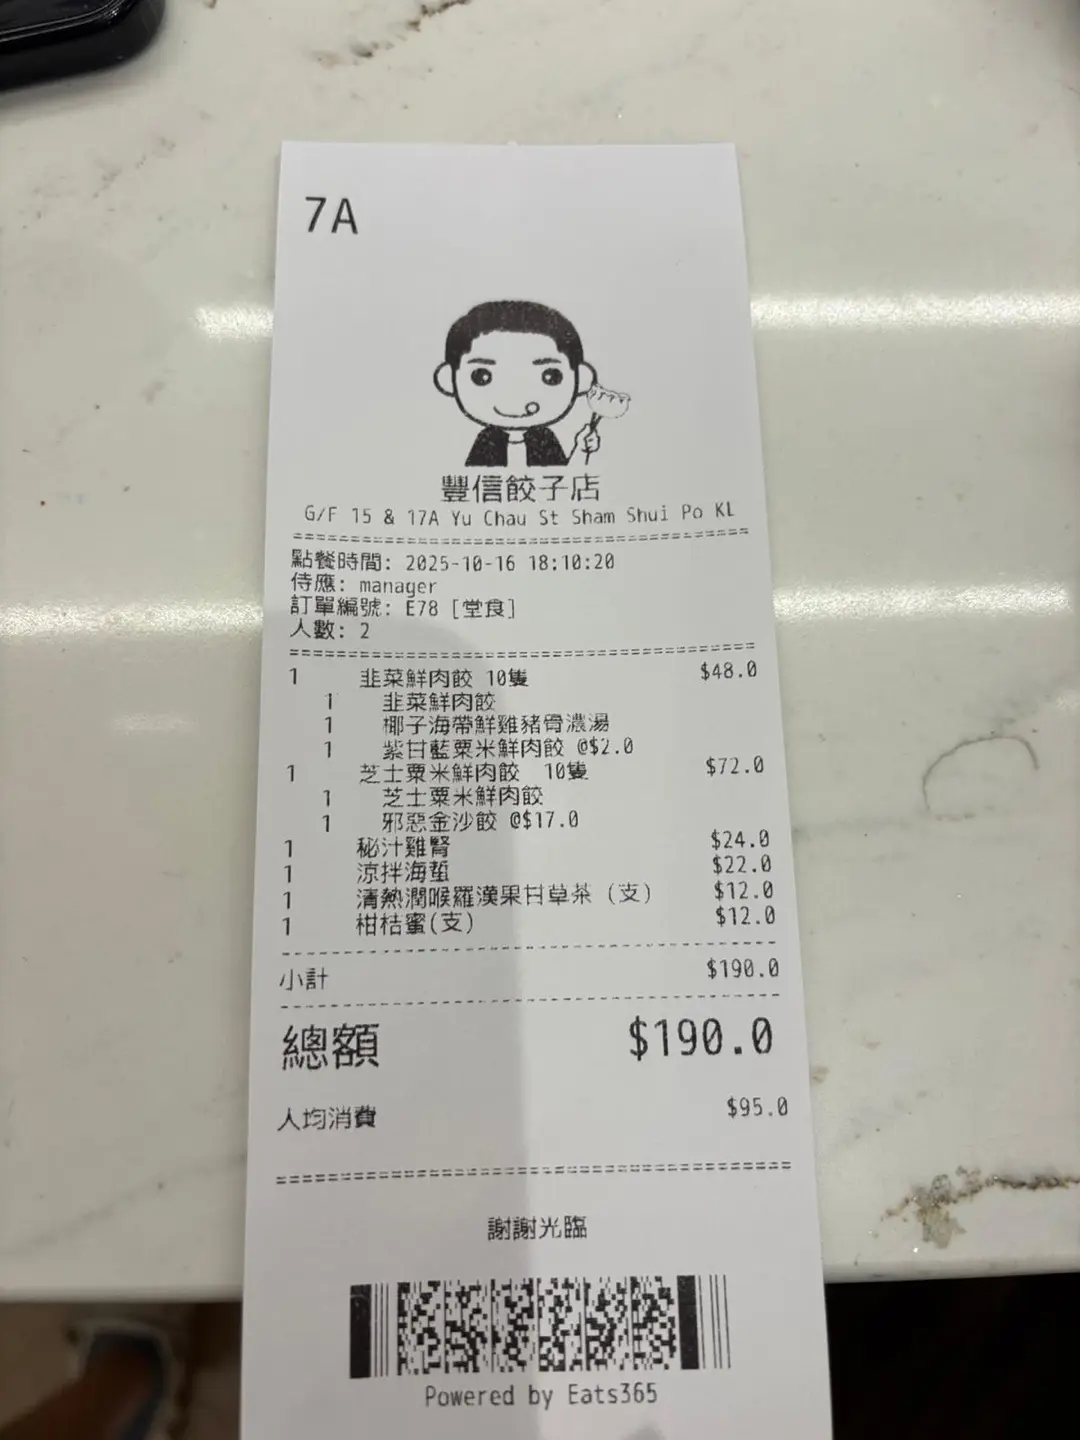 7A
豐信餃子店
G/F 15 & 17A Yu Chau St Sham Shui Po KL
點餐時間: 2025-10-16 18:10:20
侍應: manager
訂單編號: E78 [堂食]
人數: 2
1 韭菜鮮肉餃 10隻 $48.0
1 韭菜鮮肉餃
1 椰子海帶鮮雞豬骨濃湯
1 紫甘藍粟米鮮肉餃 @$2.0
1 芝士粟米鮮肉餃 10隻 $72.0
1 芝士粟米鮮肉餃
1 邪惡金沙餃 @$17.0
1 秘汁雞腎 $24.0
1 涼拌海蜇 $22.0
1 清熱潤喉羅漢果甘草茶 (支) $12.0
1 柑桔蜜(支) $12.0
小計 $190.0
總額 $190.0
人均消費 $95.0
謝謝光臨
Powered by Eats365